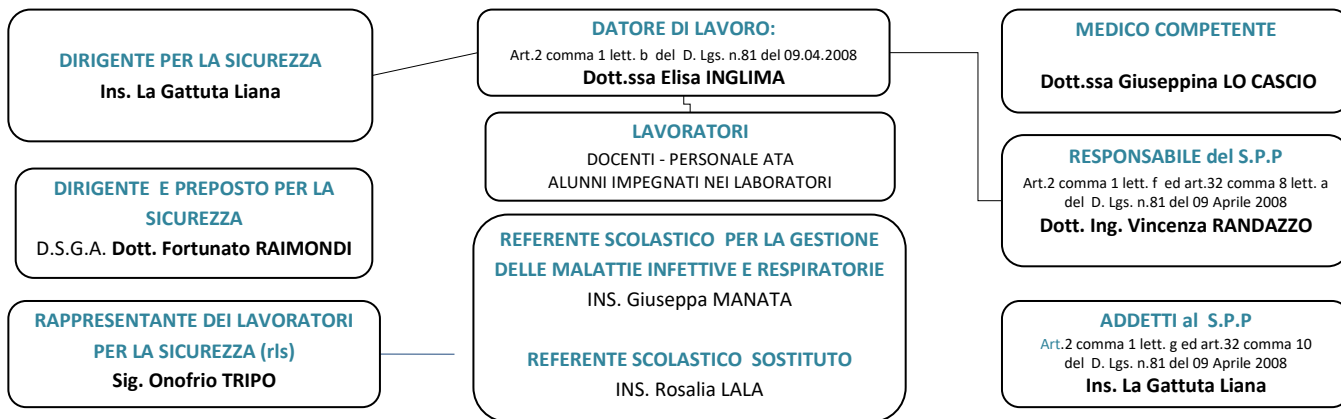 DIRIGENTE PER LA SICUREZZA
Ins. La Gattuta Liana
DATORE DI LAVORO:
Art.2 comma 1 lett. b del D. Lgs. n.81 del 09.04.2008
Dott.ssa Elisa INGLIMA
MEDICO COMPETENTE
Dott.ssa Giuseppina LO CASCIO
LAVORATORI
DOCENTI - PERSONALE ATA
ALUNNI IMPEGNATI NEI LABORATORI
RESPONSABILE del S.P.P
Art.2 comma 1 lett. f ed art.32 comma 8 lett. a
del D. Lgs. n.81 del 09 Aprile 2008
Dott. Ing. Vincenza RANDAZZO
DIRIGENTE E PREPOSTO PER LA
SICUREZZA
D.S.G.A. Dott. Fortunato RAIMONDI
REFERENTE SCOLASTICO PER LA GESTIONE
DELLE MALATTIE INFETTIVE E RESPIRATORIE
INS. Giuseppa MANATA
REFERENTE SCOLASTICO SOSTITUTO
INS. Rosalia LALA
RAPPRESENTANTE DEI LAVORATORI
PER LA SICUREZZA (rls)
Sig. Onofrio TRIPO
ADDETTI al S.P.P
Art.2 comma 1 lett. g ed art.32 comma 10
del D. Lgs. n.81 del 09 Aprile 2008
Ins. La Gattuta Liana